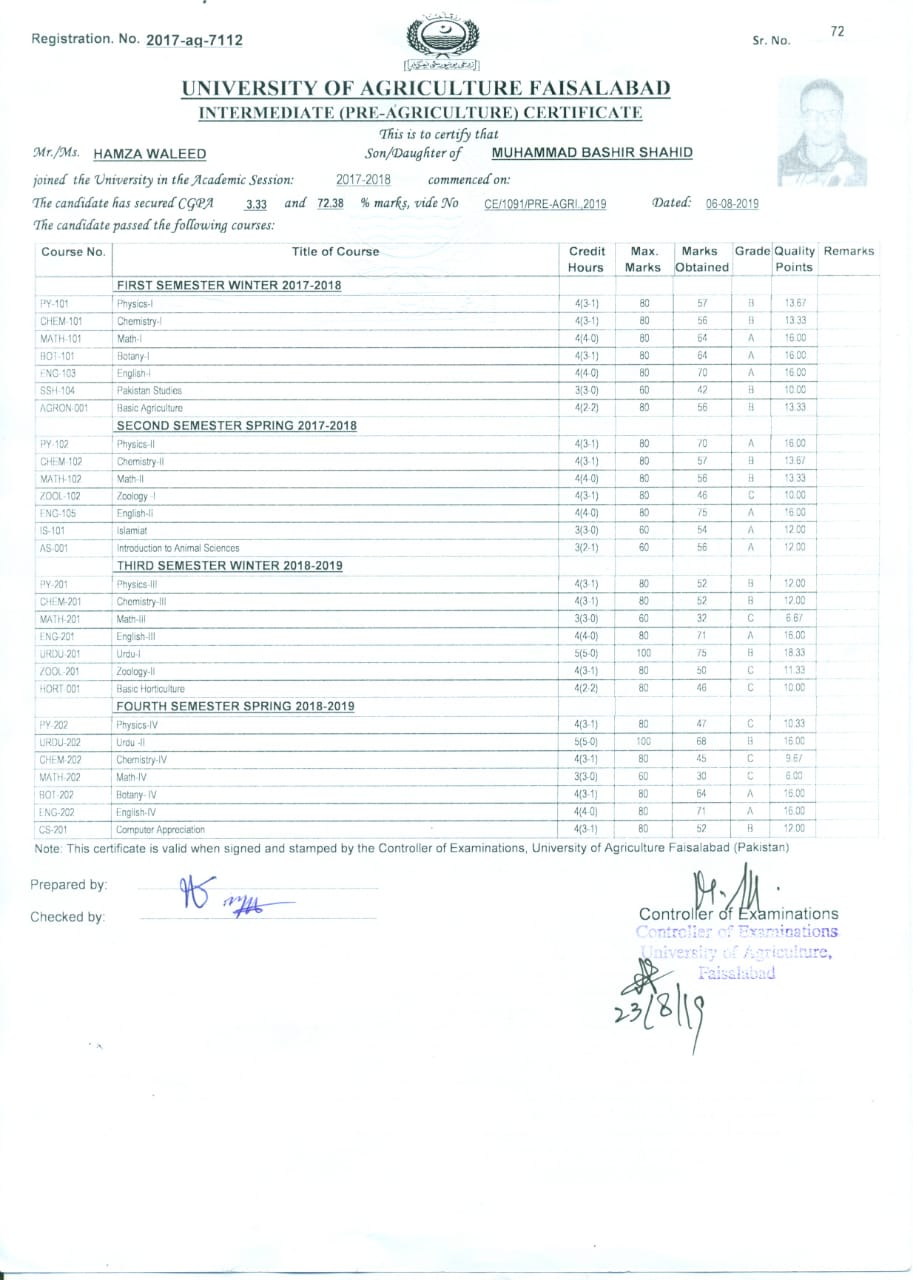 72
Registration. No. 2017-ag-7112
Sr. No.
UNIVERSITY OF AGRICULTURE FAISALABAD
INTERMEDIATE (PRE-AGRICULTURE) CERTIFICATE
This is to certify that
Mr./Ms. HAMZA WALEED Son/Daughter of MUHAMMAD BASHIR SHAHID
joined the University in the Academic Session: 2017-2018 commenced on:
The candidate has secured CGPA 3.33 and 72.38 % marks, vide No CE/1091/PRE-AGRI.,2019 Dated: 06-08-2019
The candidate passed the following courses:
Course No. Title of Course Credit Hours Max. Marks Marks Obtained Grade Quality Points Remarks
FIRST SEMESTER WINTER 2017-2018
PY-101 Physics-I 4(3-1) 80 57 B 13.67
CHEM-101 Chemistry-I 4(3-1) 80 56 B 13.33
MATH-101 Math-I 4(4-0) 80 64 A 16.00
BOT-101 Botany-I 4(3-1) 80 64 A 16.00
ENG-103 English-I 4(4-0) 80 70 A 16.00
SSH-104 Pakistan Studies 3(3-0) 60 42 B 10.00
AGRON-001 Basic Agriculture 4(2-2) 80 56 B 13.33
SECOND SEMESTER SPRING 2017-2018
PY-102 Physics-II 4(3-1) 80 70 A 16.00
CHEM-102 Chemistry-II 4(3-1) 80 57 B 13.67
MATH-102 Math-II 4(4-0) 80 56 B 13.33
ZOOL-102 Zoology -I 4(3-1) 80 46 C 10.00
ENG-105 English-II 4(4-0) 80 75 A 16.00
IS-101 Islamiat 3(3-0) 60 54 A 12.00
AS-001 Introduction to Animal Sciences 3(2-1) 60 56 A 12.00
THIRD SEMESTER WINTER 2018-2019
PY-201 Physics-III 4(3-1) 80 52 B 12.00
CHEM-201 Chemistry-III 4(3-1) 80 52 B 12.00
MATH-201 Math-III 3(3-0) 60 32 C 6.67
ENG-201 English-III 4(4-0) 80 71 A 16.00
URDU-201 Urdu-I 5(5-0) 100 75 B 18.33
ZOOL-201 Zoology-II 4(3-1) 80 50 C 11.33
HORT-001 Basic Horticulture 4(2-2) 80 46 C 10.00
FOURTH SEMESTER SPRING 2018-2019
PY-202 Physics-IV 4(3-1) 80 47 C 10.33
URDU-202 Urdu -II 5(5-0) 100 68 B 16.00
CHEM-202 Chemistry-IV 4(3-1) 80 45 C 9.67
MATH-202 Math-IV 3(3-0) 60 30 C 6.00
BOT-202 Botany- IV 4(3-1) 80 64 A 16.00
ENG-202 English-IV 4(4-0) 80 71 A 16.00
CS-201 Computer Appreciation 4(3-1) 80 52 B 12.00
Note: This certificate is valid when signed and stamped by the Controller of Examinations, University of Agriculture Faisalabad (Pakistan)
Prepared by:
Checked by:
Controller of Examinations
Controller of Examinations
University of Agriculture,
Faisalabad
23/8/19